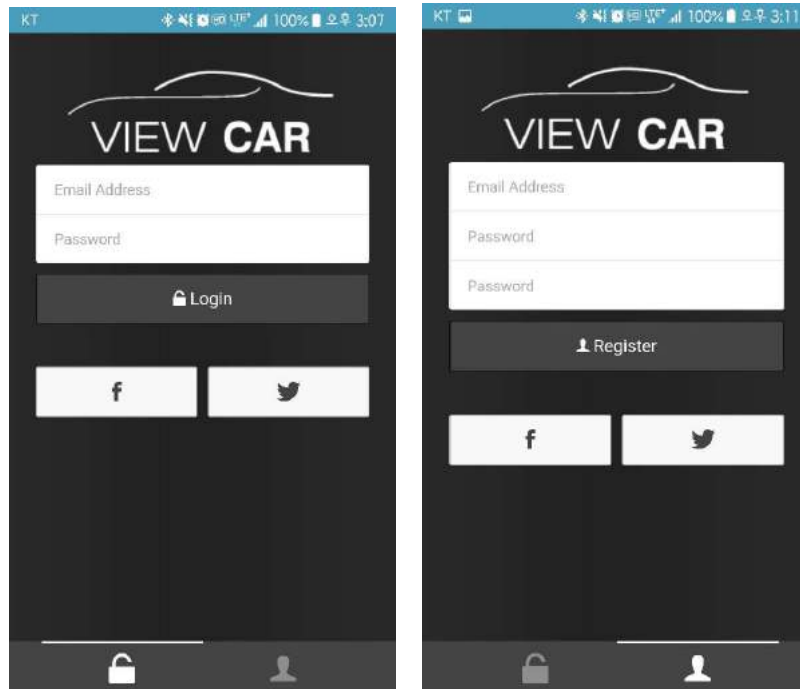 KT 100% 오후 3:07
VIEW CAR
Email Address
Password
Login
f
KT 100% 오후 3:11
VIEW CAR
Email Address
Password
Password
Register
f